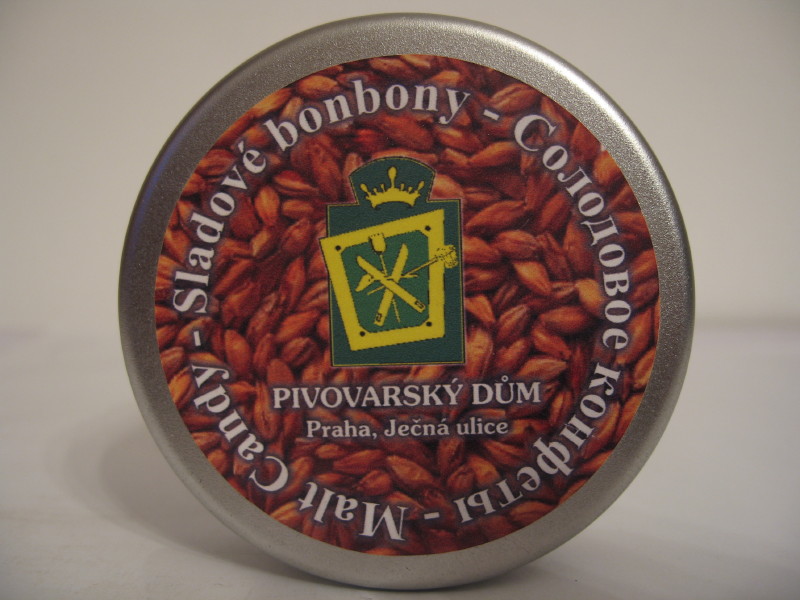 Sladové bonbony - Солодовое конфеты - Malt Candy -
PIVOVARSKÝ DŮM
Praha, Ječná ulice